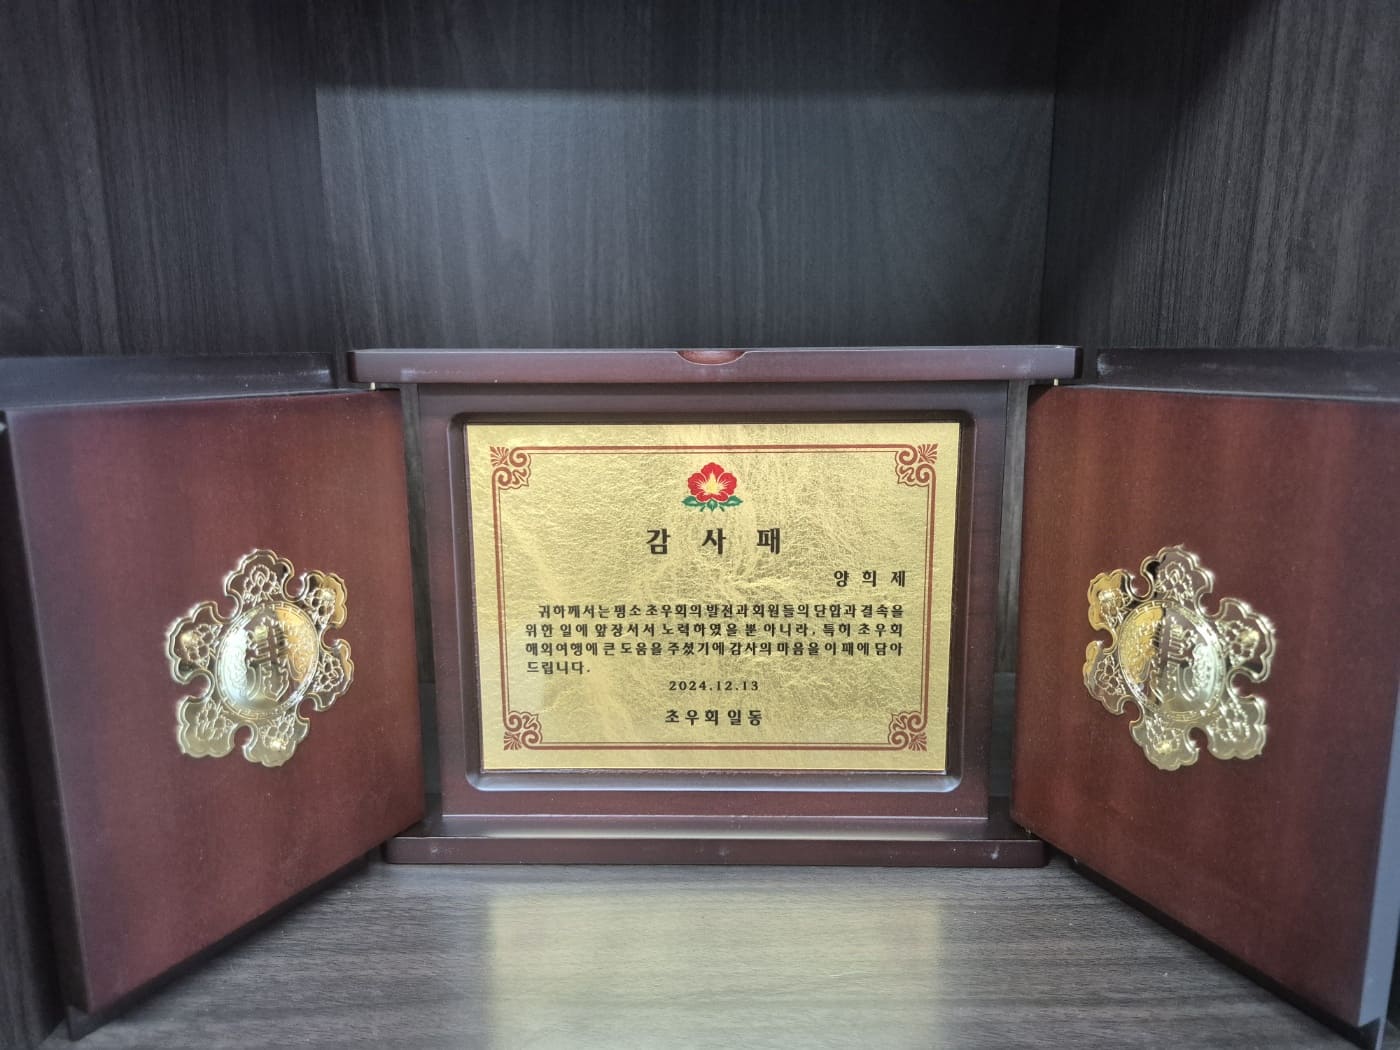 감 사 패
양 희 제
귀하께서는 평소 초우회의 발전과 회원들의 단합과 결속을
위한 일에 앞장서서 노력하였을 뿐 아니라, 특히 초우회
해외여행에 큰 도움을 주셨기에 감사의 마음을 이 패에 담아
드립니다.
2024.12.13
초우회 일동